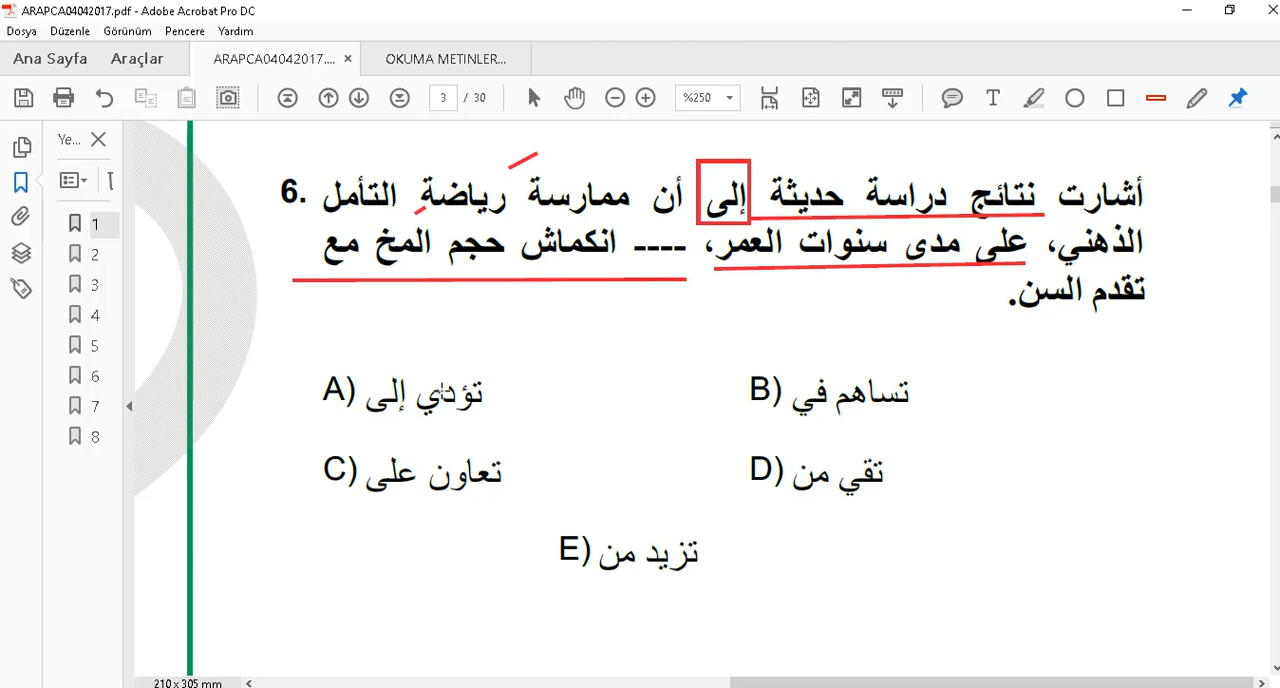 ARAPCA04042017.pdf - Adobe Acrobat Pro DC
Dosya Düzenle Görünüm Pencere Yardım
Ana Sayfa Araçlar ARAPCA04042017.... × OKUMA METINLER...
3 / 30 %250
Ye...
1
2
3
4
5
6
7
8
6. أشارت نتائج دراسة حديثة إلى أن ممارسة رياضة التأمل
الذهني، على مدى سنوات العمر، ---- انكماش حجم المخ مع
تقدم السن.
A) تؤدي إلى
B) تساهم في
C) تعاون على
D) تقي من
E) تزيد من
210 x 305 mm